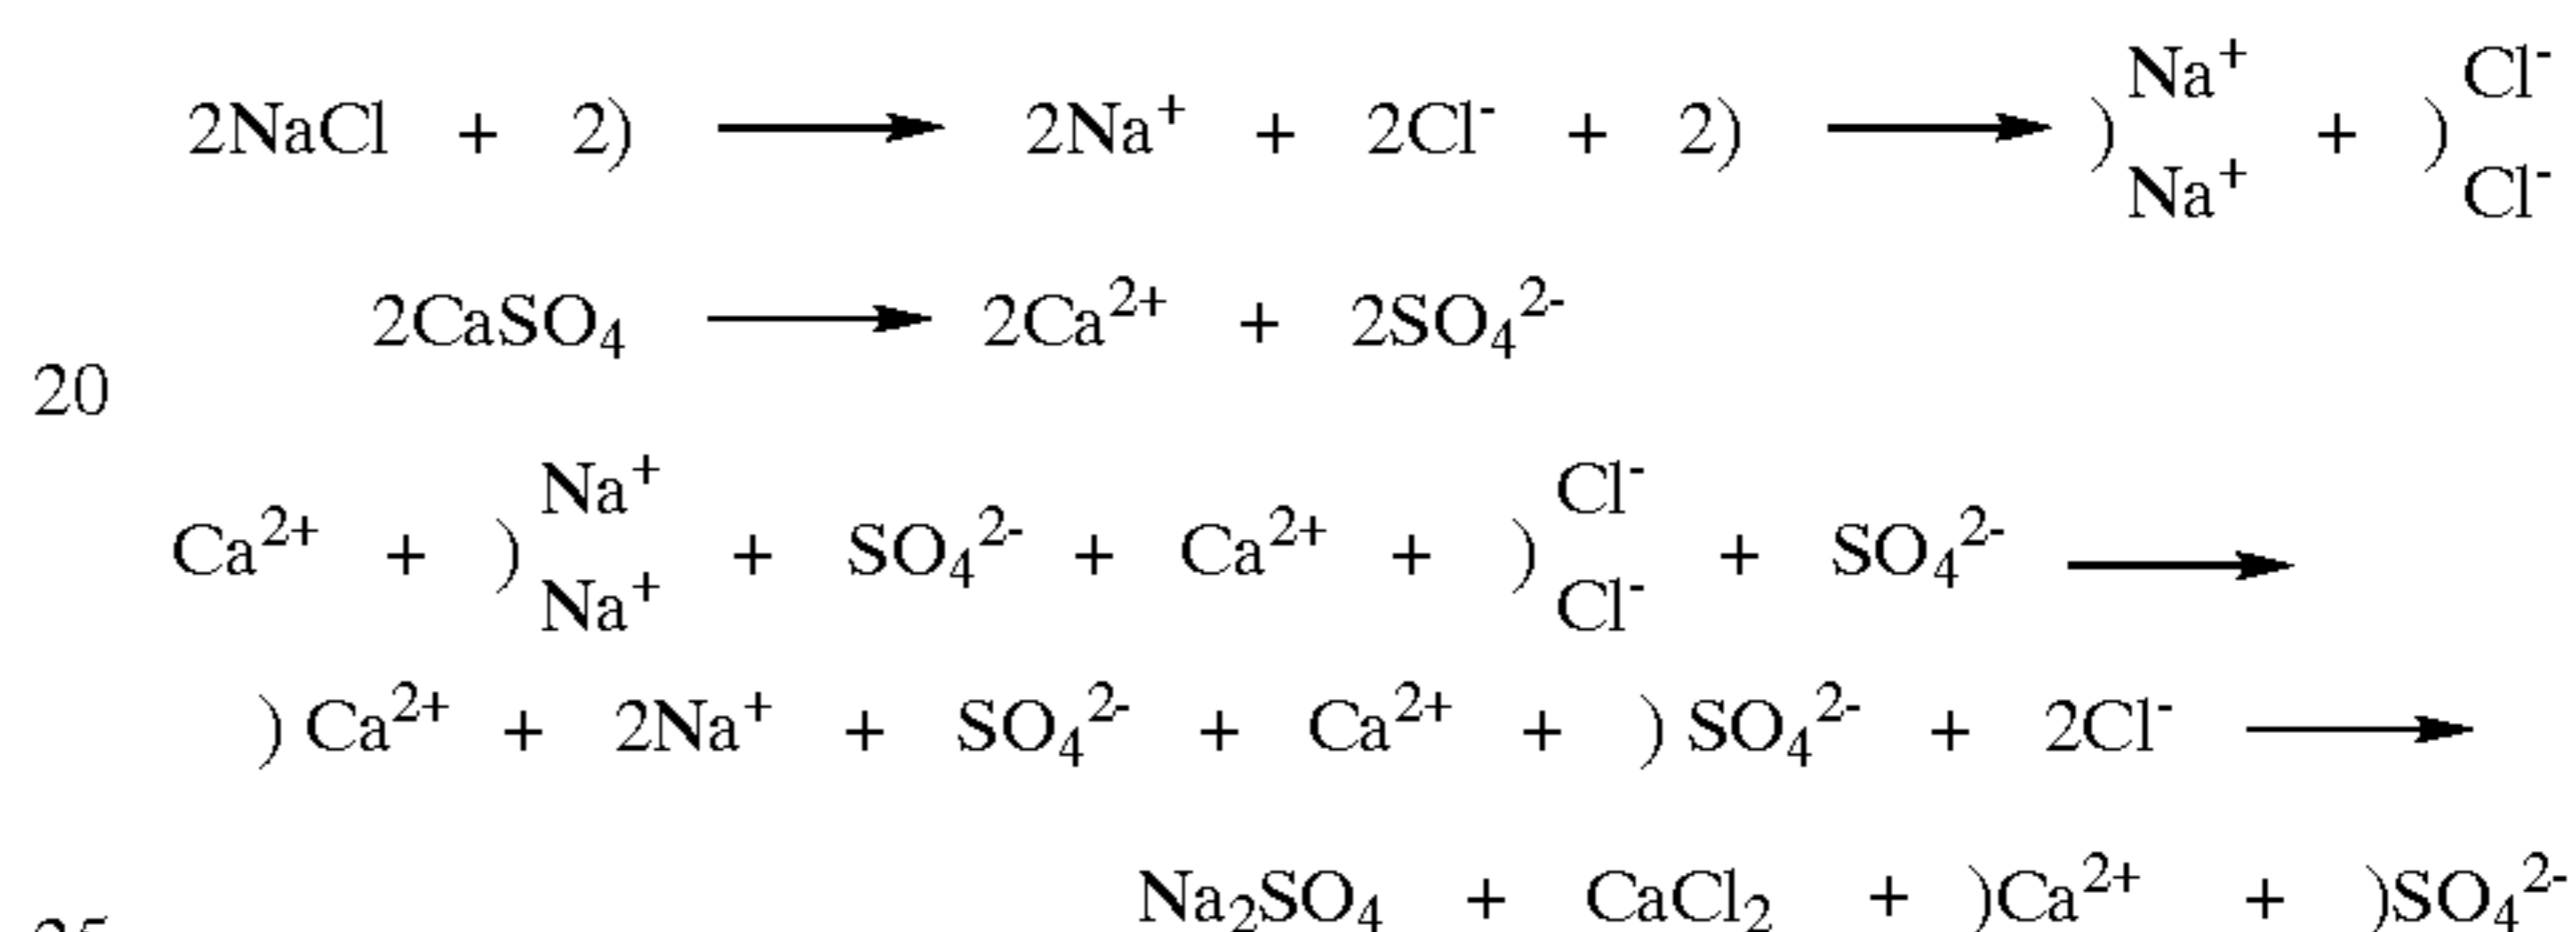 2NaCl + 2) ⟶ 2Na⁺ + 2Cl⁻ + 2) ⟶ ) Na⁺ Na⁺ + ) Cl⁻ Cl⁻
2CaSO₄ ⟶ 2Ca²⁺ + 2SO₄²⁻
20
Ca²⁺ + ) Na⁺ Na⁺ + SO₄²⁻ + Ca²⁺ + ) Cl⁻ Cl⁻ + SO₄²⁻ ⟶
) Ca²⁺ + 2Na⁺ + SO₄²⁻ + Ca²⁺ + ) SO₄²⁻ + 2Cl⁻ ⟶
Na₂SO₄ + CaCl₂ + )Ca²⁺ + )SO₄²⁻